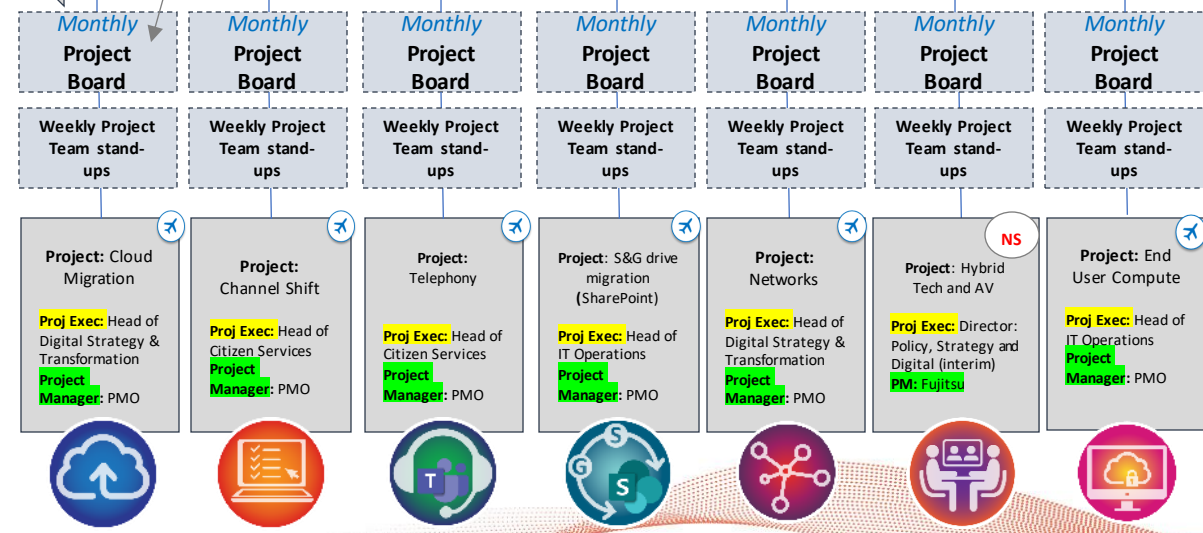 Monthly
Project
Board
Monthly
Project
Board
Monthly
Project
Board
Monthly
Project
Board
Monthly
Project
Board
Monthly
Project
Board
Monthly
Project
Board
Weekly Project
Team stand-
ups
Weekly Project
Team stand-
ups
Weekly Project
Team stand-
ups
Weekly Project
Team stand-
ups
Weekly Project
Team stand-
ups
Weekly Project
Team stand-
ups
Weekly Project
Team stand-
ups
Project: Cloud
Migration
Proj Exec: Head of
Digital Strategy &
Transformation
Project
Manager: PMO
Project:
Channel Shift
Proj Exec: Head of
Citizen Services
Project
Manager: PMO
Project:
Telephony
Proj Exec: Head of
Citizen Services
Project
Manager: PMO
Project: S&G drive
migration
(SharePoint)
Proj Exec: Head of
IT Operations
Project
Manager: PMO
Project:
Networks
Proj Exec: Head of
Digital Strategy &
Transformation
Project
Manager: PMO
NS
Project: Hybrid
Tech and AV
Proj Exec: Director:
Policy, Strategy and
Digital (interim)
PM: Fujitsu
Project: End
User Compute
Proj Exec: Head of
IT Operations
Project
Manager: PMO
T
S
G
S